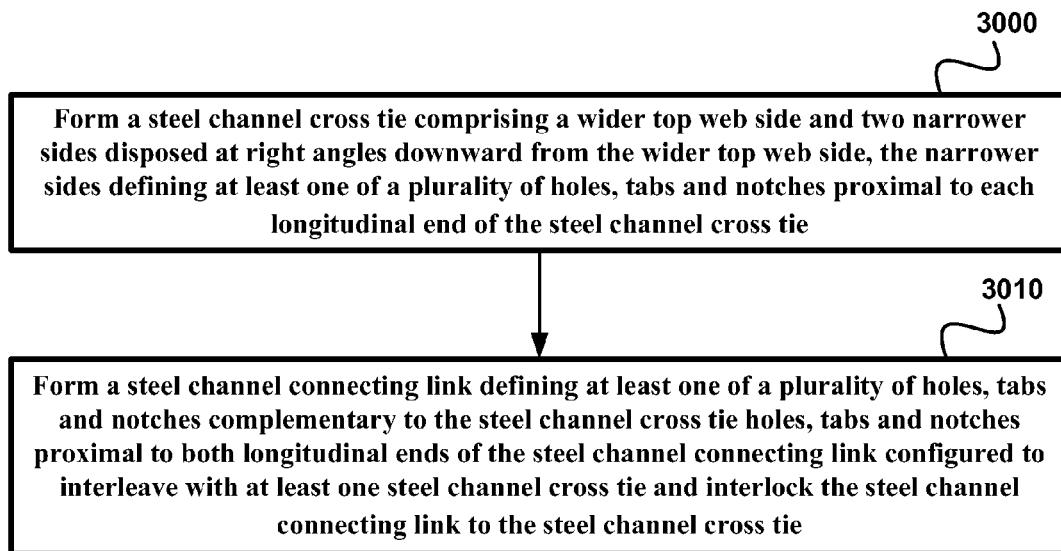 3000
Form a steel channel cross tie comprising a wider top web side and two narrower
sides disposed at right angles downward from the wider top web side, the narrower
sides defining at least one of a plurality of holes, tabs and notches proximal to each
longitudinal end of the steel channel cross tie
3010
Form a steel channel connecting link defining at least one of a plurality of holes, tabs
and notches complementary to the steel channel cross tie holes, tabs and notches
proximal to both longitudinal ends of the steel channel connecting link configured to
interleave with at least one steel channel cross tie and interlock the steel channel
connecting link to the steel channel cross tie